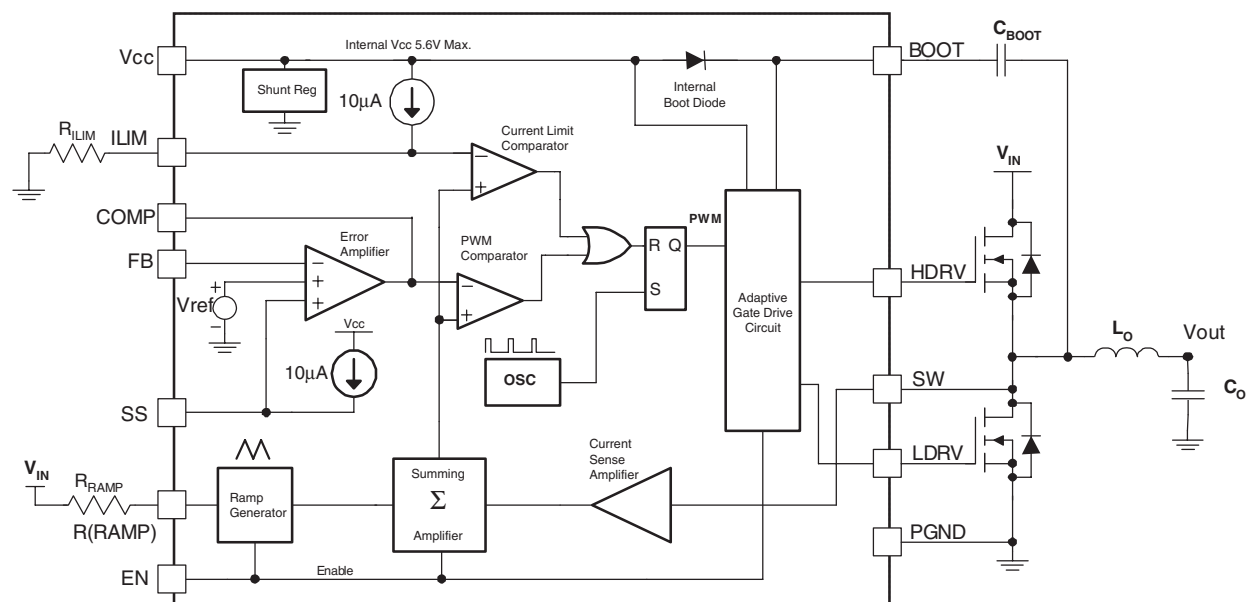 C_BOOT
Internal Vcc 5.6V Max.
Vcc
BOOT
Shunt Reg
10μA
Internal
Boot Diode
R_ILIM
ILIM
Current Limit
Comparator
V_IN
−
+
COMP
Error
Amplifier
PWM
Comparator
PWM
R Q
S
FB
−
+
+
−
+
HDRV
Vref
+
−
Adaptive
Gate Drive
Circuit
Vcc
10μA
OSC
L_O
Vout
SS
SW
C_O
V_IN
R_RAMP
Current
Sense
Amplifier
LDRV
Ramp
Generator
Summing
Σ
Amplifier
R(RAMP)
PGND
EN
Enable